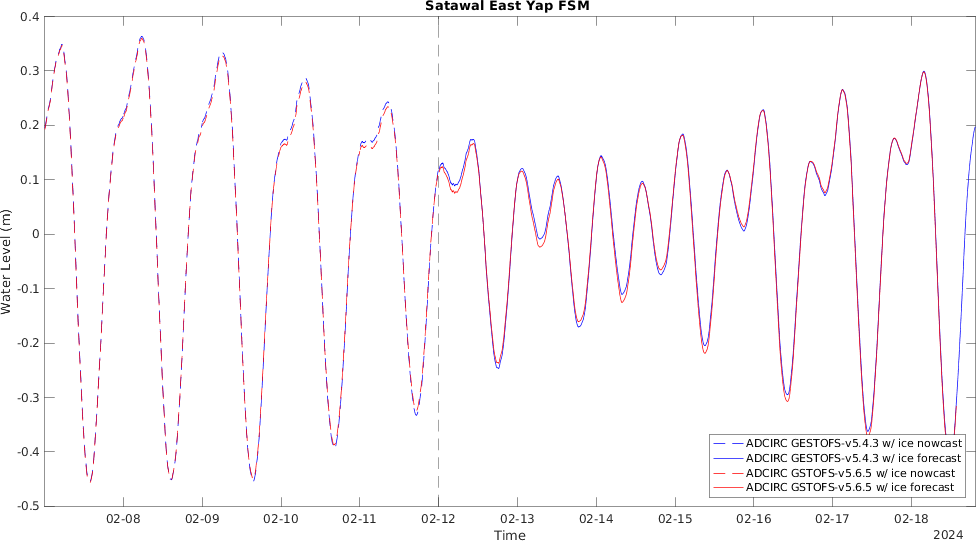 Satawal East Yap FSM
0.4
0.3
0.2
0.1
0
-0.1
-0.2
-0.3
-0.4
-0.5
Water Level (m)
ADCIRC GESTOFS-v5.4.3 w/ ice nowcast
ADCIRC GESTOFS-v5.4.3 w/ ice forecast
ADCIRC GSTOFS-v5.6.5 w/ ice nowcast
ADCIRC GSTOFS-v5.6.5 w/ ice forecast
02-08 02-09 02-10 02-11 02-12 02-13 02-14 02-15 02-16 02-17 02-18
Time
2024